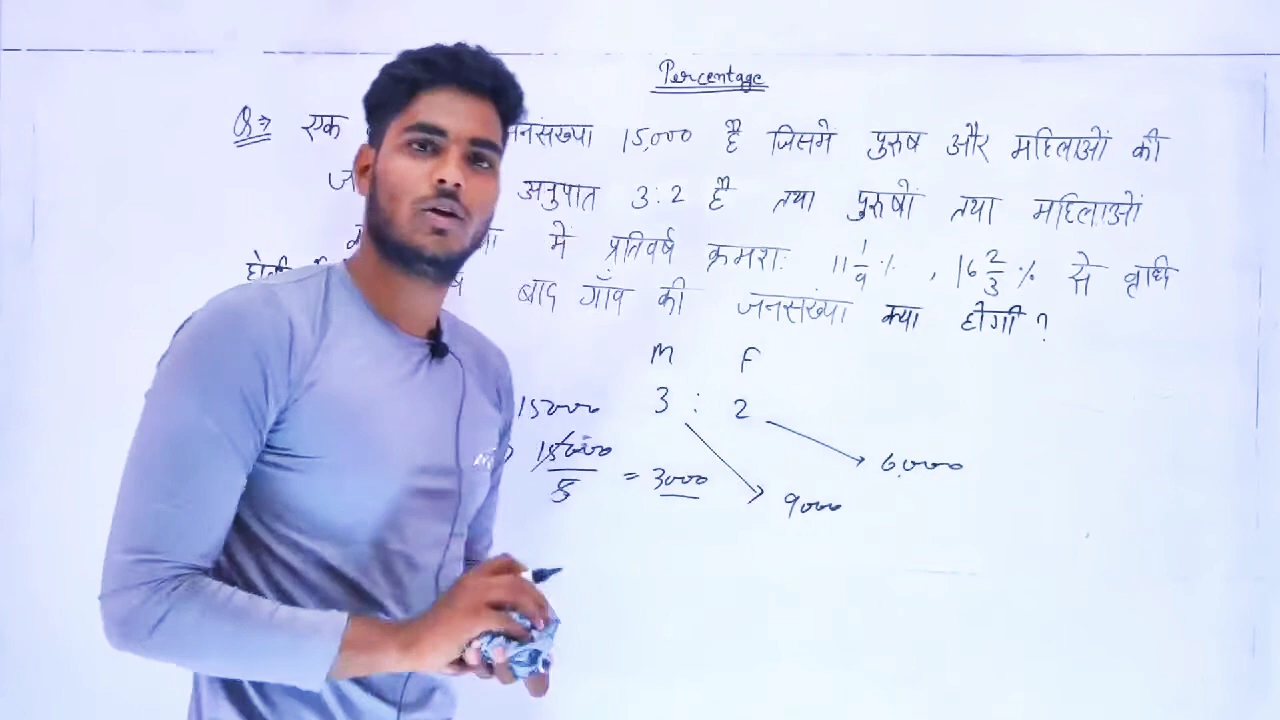 Percentage
Q⇒ एक जनसंख्या 15,000 है जिसमे पुरुष और महिलाओं की
अनुपात 3:2 है तथा पुरुषों तथा महिलाओं
में प्रतिवर्ष क्रमशः 11 1/9 %, 16 2/3 % से वृधि
बाद गाँव की जनसंख्या क्या होगी ?
M F
15000 3 : 2
15000/5 = 3000
6,000
9000